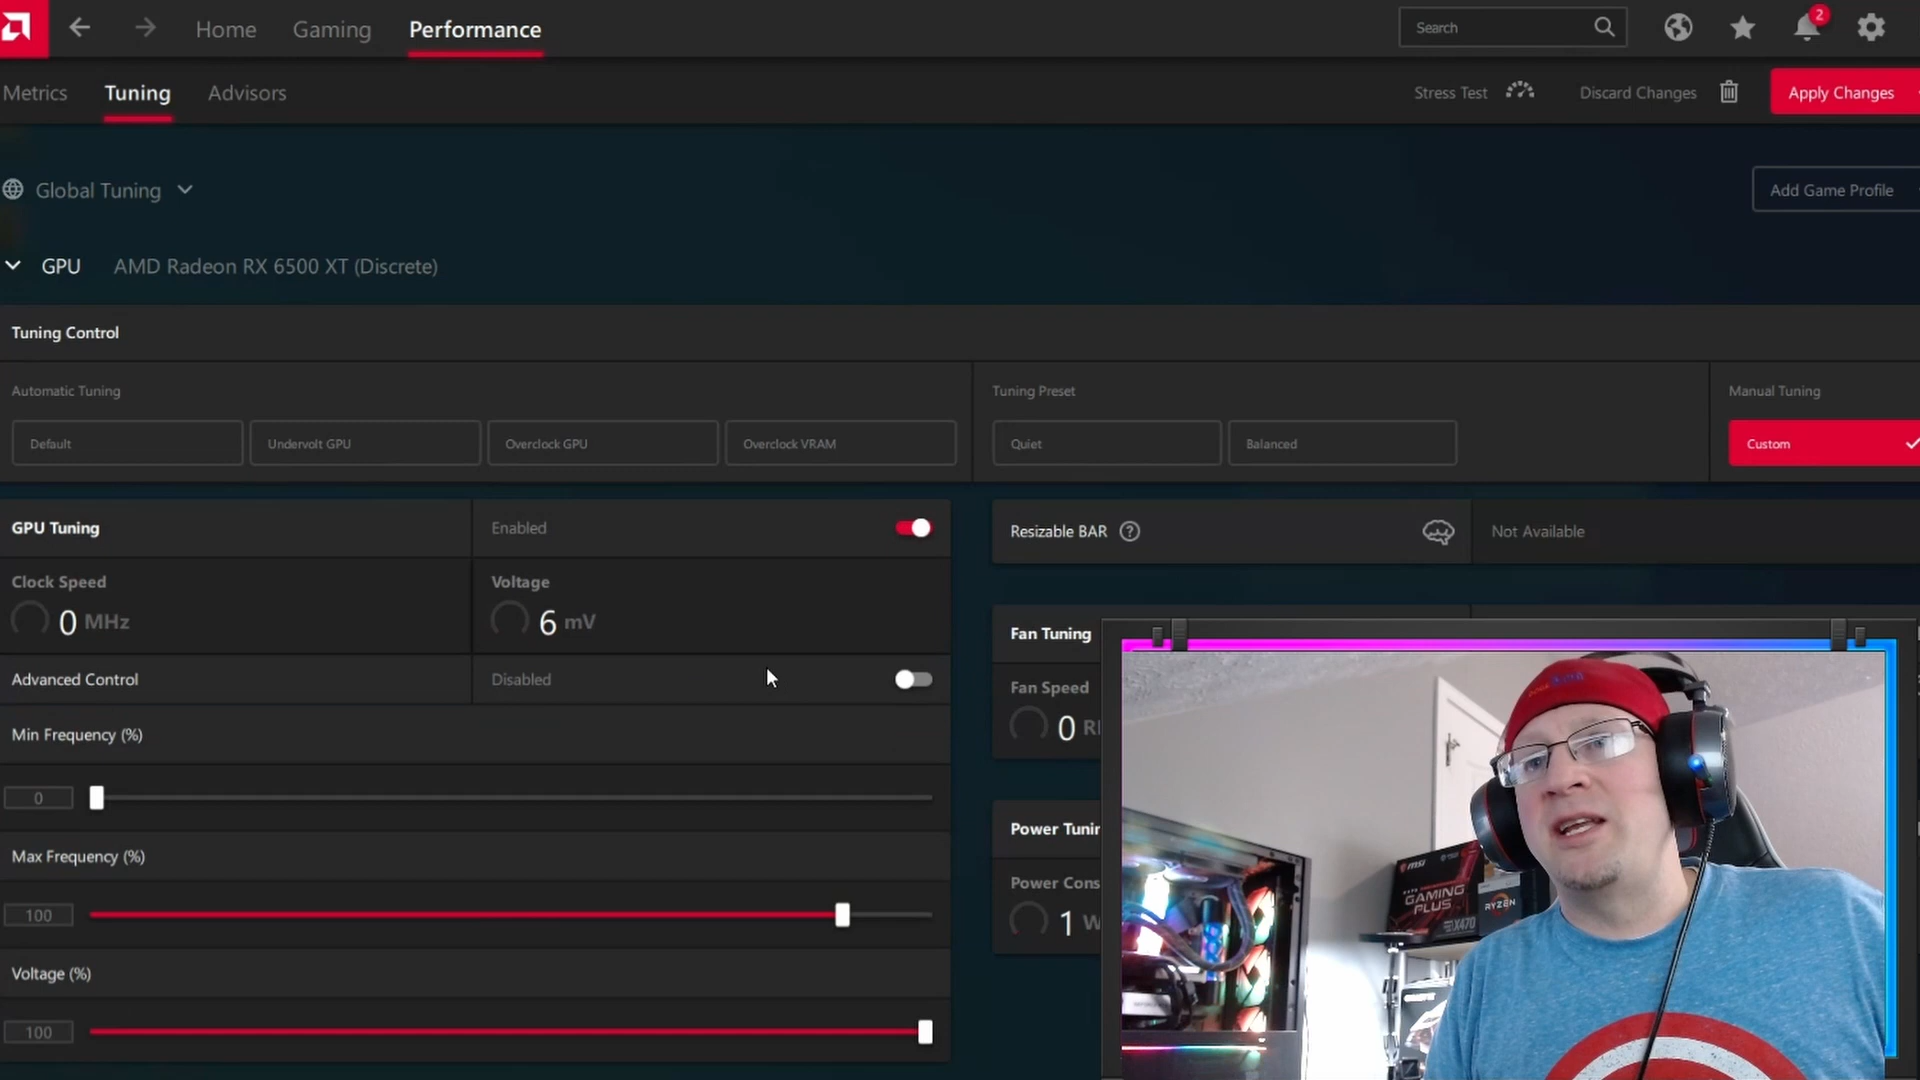 Home Gaming Performance
Search
2
Metrics Tuning Advisors
Stress Test Discard Changes Apply Changes
Global Tuning
Add Game Profile
GPU AMD Radeon RX 6500 XT (Discrete)
Tuning Control
Automatic Tuning
Tuning Preset
Manual Tuning
Default Undervolt GPU Overclock GPU Overclock VRAM
Quiet Balanced
Custom
GPU Tuning Enabled
Resizable BAR ? Not Available
Clock Speed Voltage
0 MHz 6 mV
Fan Tuning
Advanced Control Disabled
Fan Speed
0
Min Frequency (%)
0
Power
Max Frequency (%)
100
Power
1 W
Voltage (%)
100
msi
GAMING
PLUS
X470
RYZEN